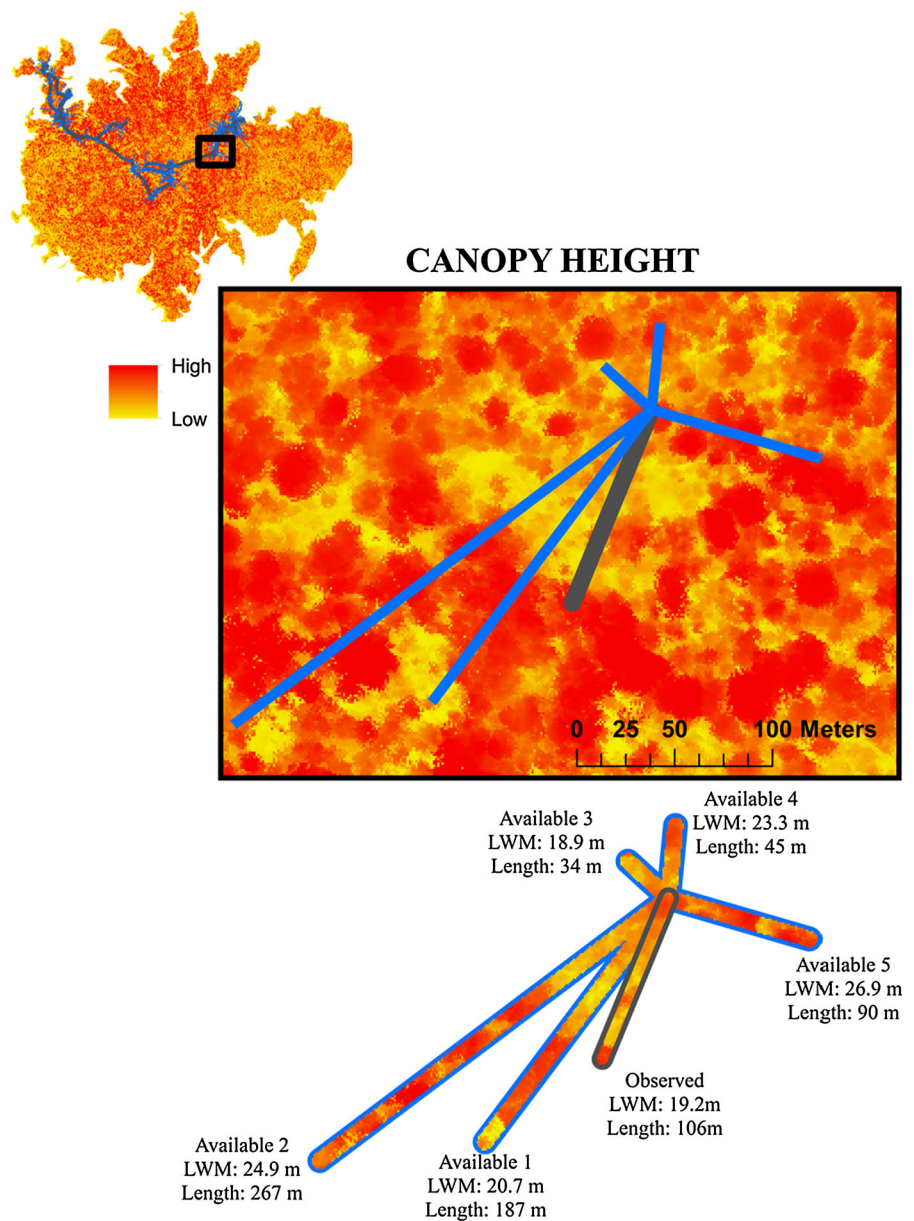 CANOPY HEIGHT
High
Low
0 25 50 100 Meters
Available 3
LWM: 18.9 m
Length: 34 m
Available 4
LWM: 23.3 m
Length: 45 m
Available 5
LWM: 26.9 m
Length: 90 m
Observed
LWM: 19.2m
Length: 106m
Available 2
LWM: 24.9 m
Length: 267 m
Available 1
LWM: 20.7 m
Length: 187 m